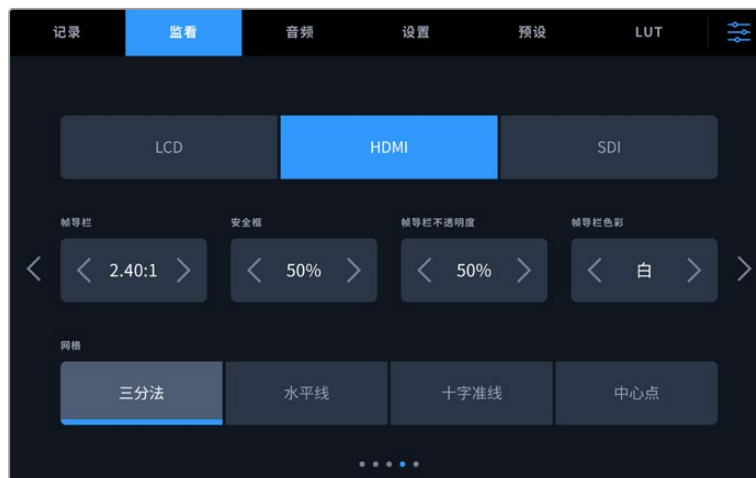 记录 监看 音频 设置 预设 LUT
LCD HDMI SDI
帧导栏 安全框 帧导栏不透明度 帧导栏色彩
2.40:1 50% 50% 白
网格
三分法 水平线 十字准线 中心点